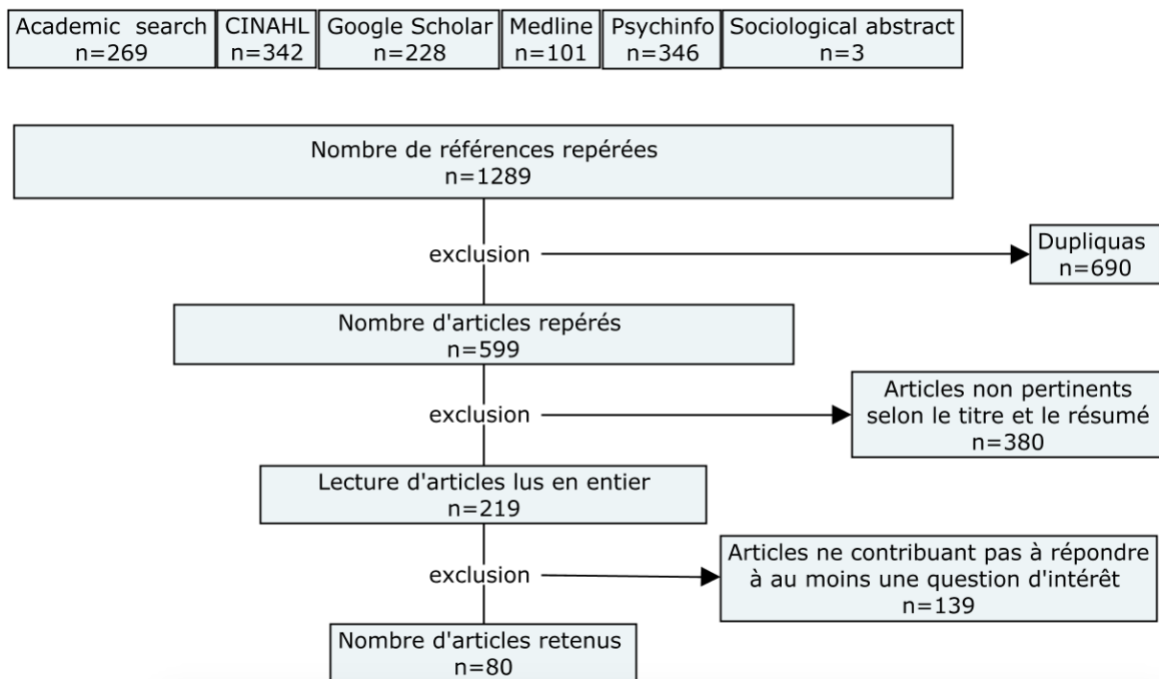 Academic search
n=269
CINAHL
n=342
Google Scholar
n=228
Medline
n=101
Psychinfo
n=346
Sociological abstract
n=3
Nombre de références repérées
n=1289
exclusion
Dupliquas
n=690
Nombre d'articles repérés
n=599
exclusion
Articles non pertinents
selon le titre et le résumé
n=380
Lecture d'articles lus en entier
n=219
exclusion
Articles ne contribuant pas à répondre
à au moins une question d'intérêt
n=139
Nombre d'articles retenus
n=80